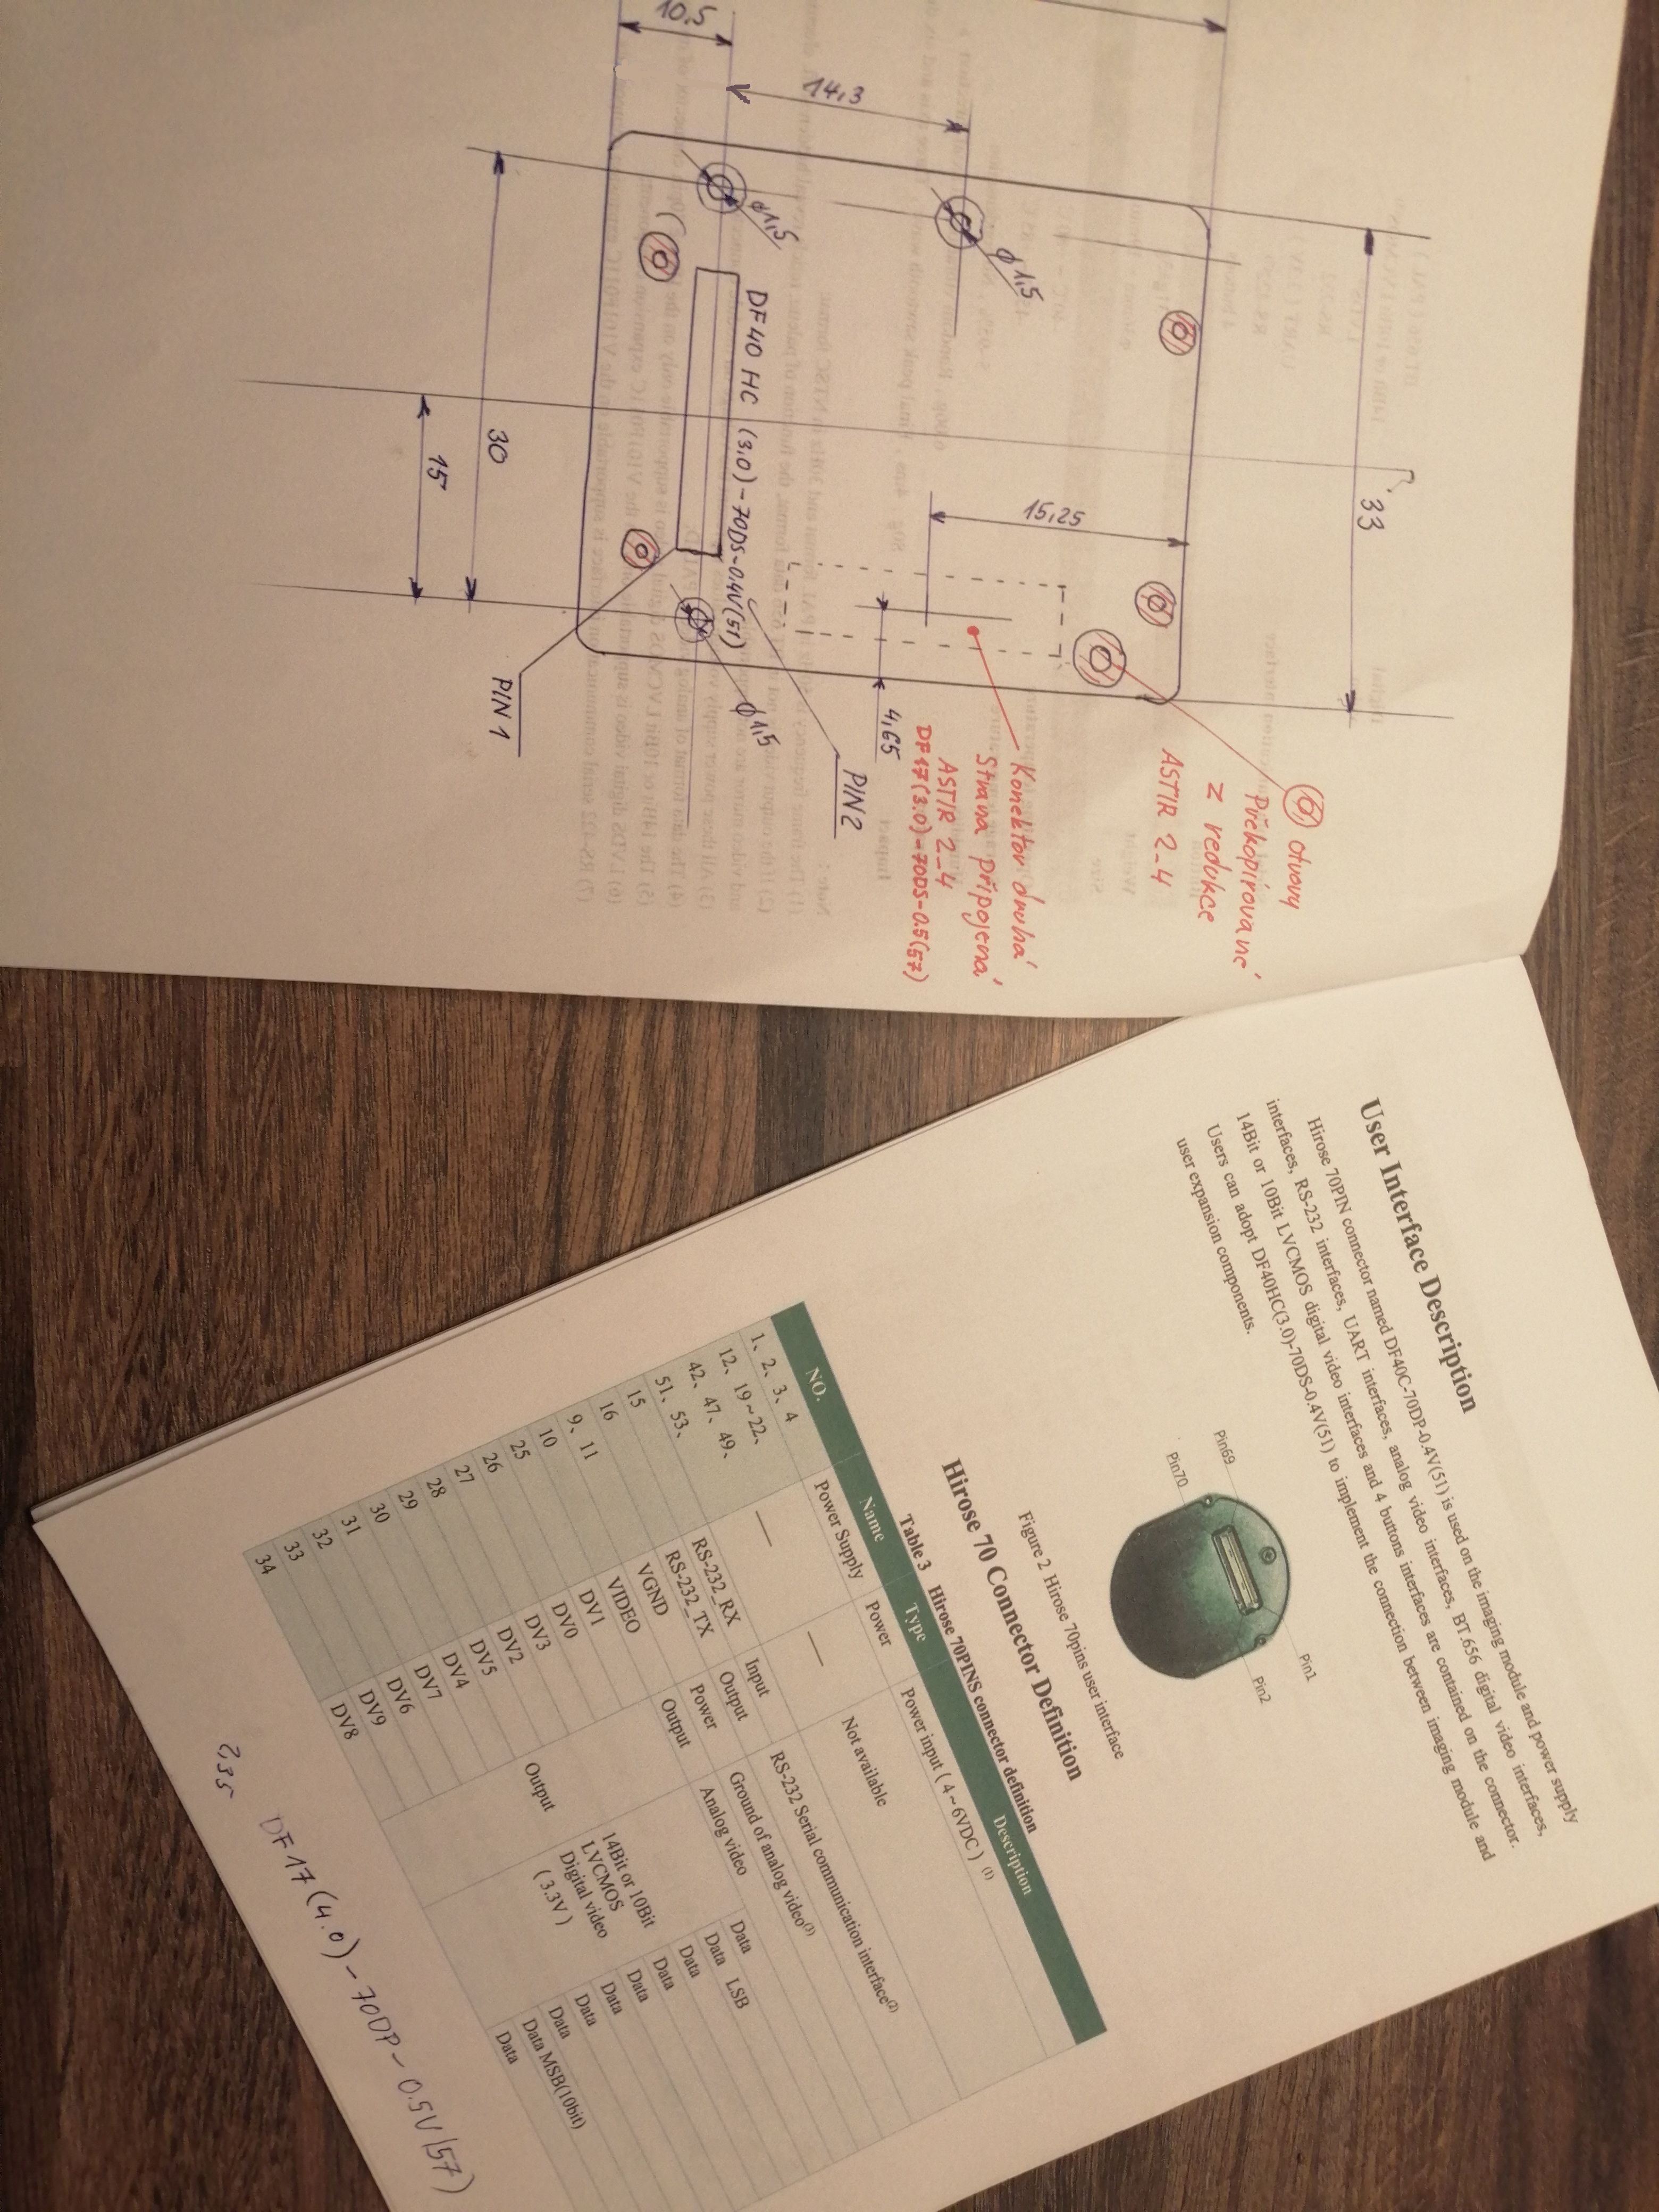 10,5
14,3
33
φ1,5
φ1,5
DF40 HC (3,0)-70DS-0.4V(51)
30
15
15,25
4,65
φ1,5
PIN 1
PIN 2
otvory
Překopírované
z redukce
ASTIR 2_4
Konektor druhá
strana připojená
ASTIR 2_4
DF17(3.0)-70DS-0.5(57)
User Interface Description
Hirose 70PIN connector named DF40C-70DP-0.4V(51) is used on the imaging module and power supply
interfaces, RS-232 interfaces, UART interfaces, analog video interfaces, BT.656 digital video interfaces,
14Bit or 10Bit LVCMOS digital video interfaces and 4 buttons interfaces are contained on the connector.
Users can adopt DF40HC(3.0)-70DS-0.4V(51) to implement the connection between imaging module and
user expansion components.
Pin69
Pin70
Pin1
Pin2
Figure 2 Hirose 70pins user interface
Hirose 70 Connector Definition
Table 3 Hirose 70PINS connector definition
NO. Name Type Description
1、2、3、4 Power Supply Power Power input ( 4 ~ 6VDC ) (1)
12、19~22、
42、47、49、
51、53、 — — Not available
15 RS-232_RX Input RS-232 Serial communication interface(2)
16 RS-232_TX Output
9、11 VGND Power Ground of analog video(3)
10 VIDEO Output Analog video
25 DV1 Data
26 DV0 Data LSB
27 DV3 Data
28 DV2 Data
29 DV5 Data
30 DV4 Data
31 DV7 Data
32 DV6 Data
33 DV9 Data MSB(10bit)
34 DV8 Data
Output
14Bit or 10Bit
LVCMOS
Digital video
( 3.3V )
2,35
DF17(4.0)-70DP-0.5V(57)